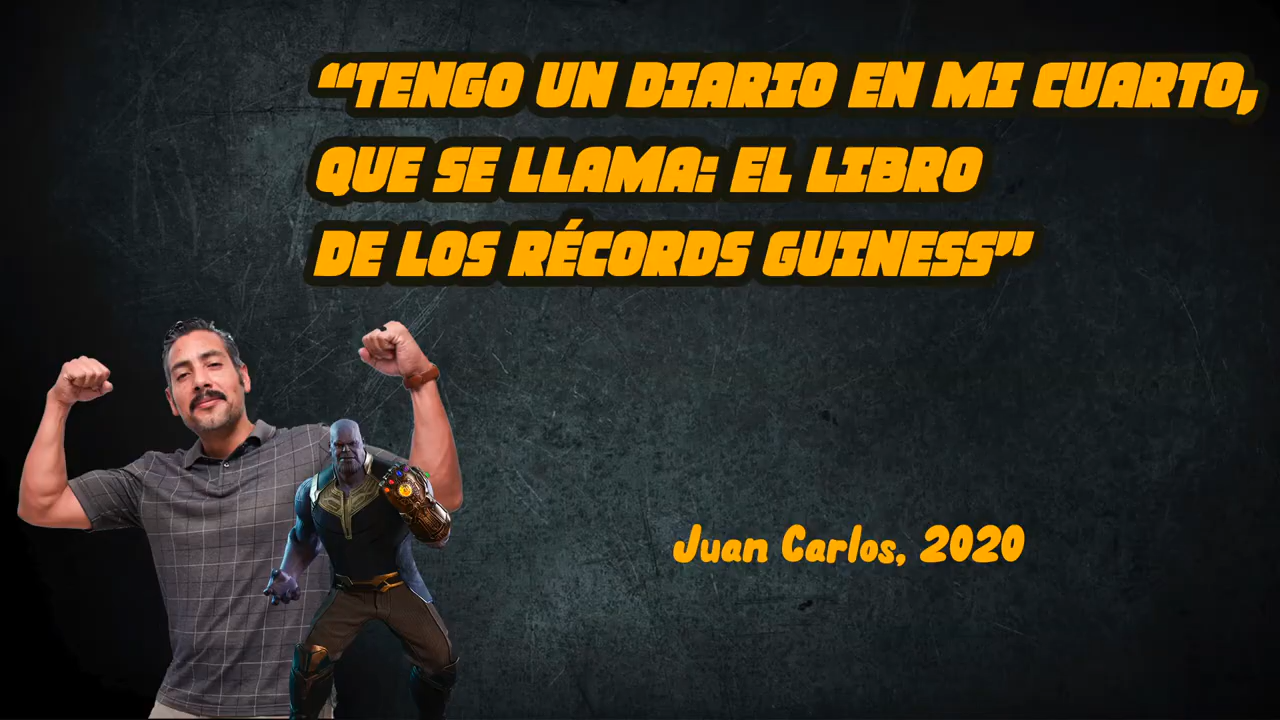 “TENGO UN DIARIO EN MI CUARTO,
QUE SE LLAMA: EL LIBRO
DE LOS RÉCORDS GUINESS”
Juan Carlos, 2020